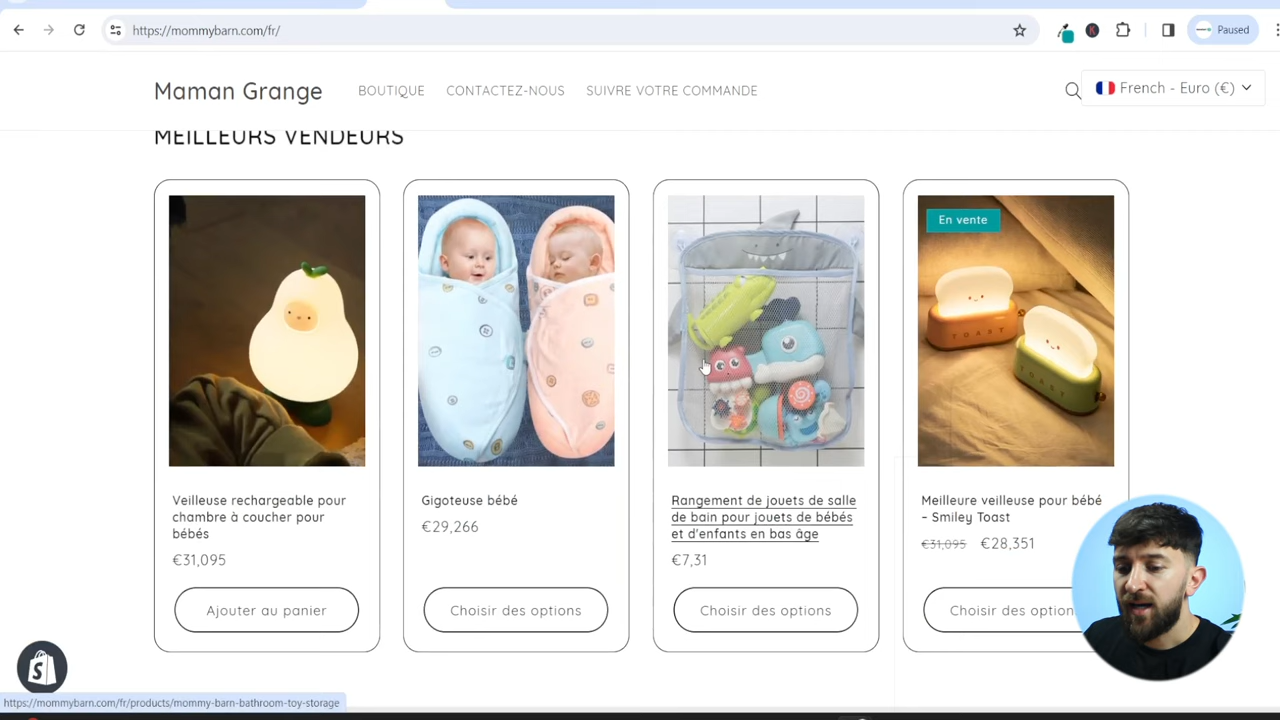 https://mommybarn.com/fr/
Paused
Maman Grange
BOUTIQUE
CONTACTEZ-NOUS
SUIVRE VOTRE COMMANDE
French - Euro (€)
MEILLEURS VENDEURS
En vente
TOAST
TOAST
Veilleuse rechargeable pour
chambre à coucher pour
bébés
€31,095
Ajouter au panier
Gigoteuse bébé
€29,266
Choisir des options
Rangement de jouets de salle
de bain pour jouets de bébés
et d'enfants en bas âge
€7,31
Choisir des options
Meilleure veilleuse pour bébé
– Smiley Toast
€31,095 €28,351
Choisir des option
https://mommybarn.com/fr/products/mommy-barn-bathroom-toy-storage